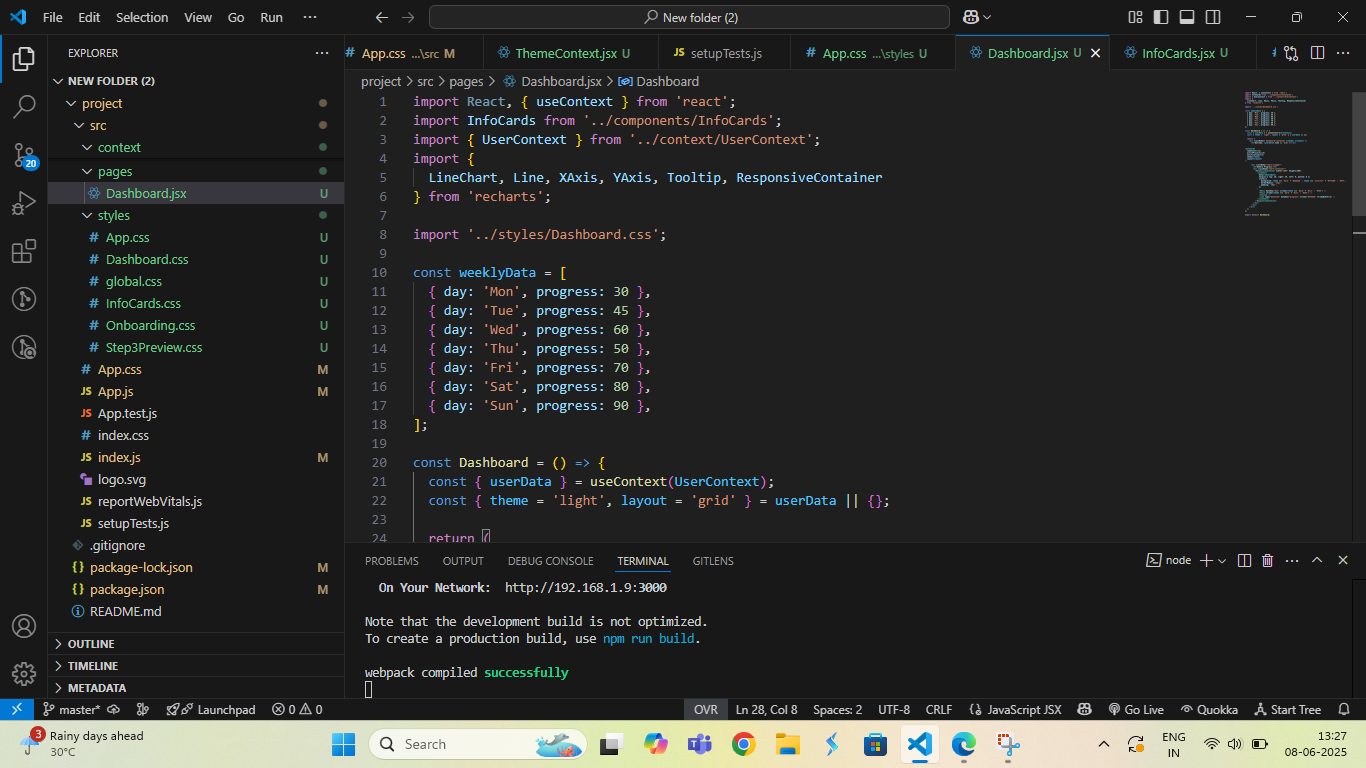 File Edit Selection View Go Run ··· New folder (2)
EXPLORER ···
NEW FOLDER (2)
project
src
context
pages
Dashboard.jsx U
styles
# App.css U
# Dashboard.css U
# global.css U
# InfoCards.css U
# Onboarding.css U
# Step3Preview.css U
# App.css M
JS App.js M
JS App.test.js
# index.css
JS index.js M
logo.svg
JS reportWebVitals.js
JS setupTests.js
.gitignore
{} package-lock.json M
{} package.json M
README.md
OUTLINE
TIMELINE
METADATA
20
# App.css ...\src M ThemeContext.jsx U JS setupTests.js # App.css ...\styles U Dashboard.jsx U InfoCards.jsx U
project > src > pages > Dashboard.jsx > Dashboard
1 import React, { useContext } from 'react';
2 import InfoCards from '../components/InfoCards';
3 import { UserContext } from '../context/UserContext';
4 import {
5 LineChart, Line, XAxis, YAxis, Tooltip, ResponsiveContainer
6 } from 'recharts';
7
8 import '../styles/Dashboard.css';
9
10 const weeklyData = [
11 { day: 'Mon', progress: 30 },
12 { day: 'Tue', progress: 45 },
13 { day: 'Wed', progress: 60 },
14 { day: 'Thu', progress: 50 },
15 { day: 'Fri', progress: 70 },
16 { day: 'Sat', progress: 80 },
17 { day: 'Sun', progress: 90 },
18 ];
19
20 const Dashboard = () => {
21 const { userData } = useContext(UserContext);
22 const { theme = 'light', layout = 'grid' } = userData || {};
23
24 return (
PROBLEMS OUTPUT DEBUG CONSOLE TERMINAL GITLENS node
On Your Network: http://192.168.1.9:3000
Note that the development build is not optimized.
To create a production build, use npm run build.
webpack compiled successfully
master* Launchpad 0 0 OVR Ln 28, Col 8 Spaces: 2 UTF-8 CRLF {} JavaScript JSX Go Live Quokka Start Tree
3 Rainy days ahead
30°C
Search
ENG
IN
13:27
08-06-2025